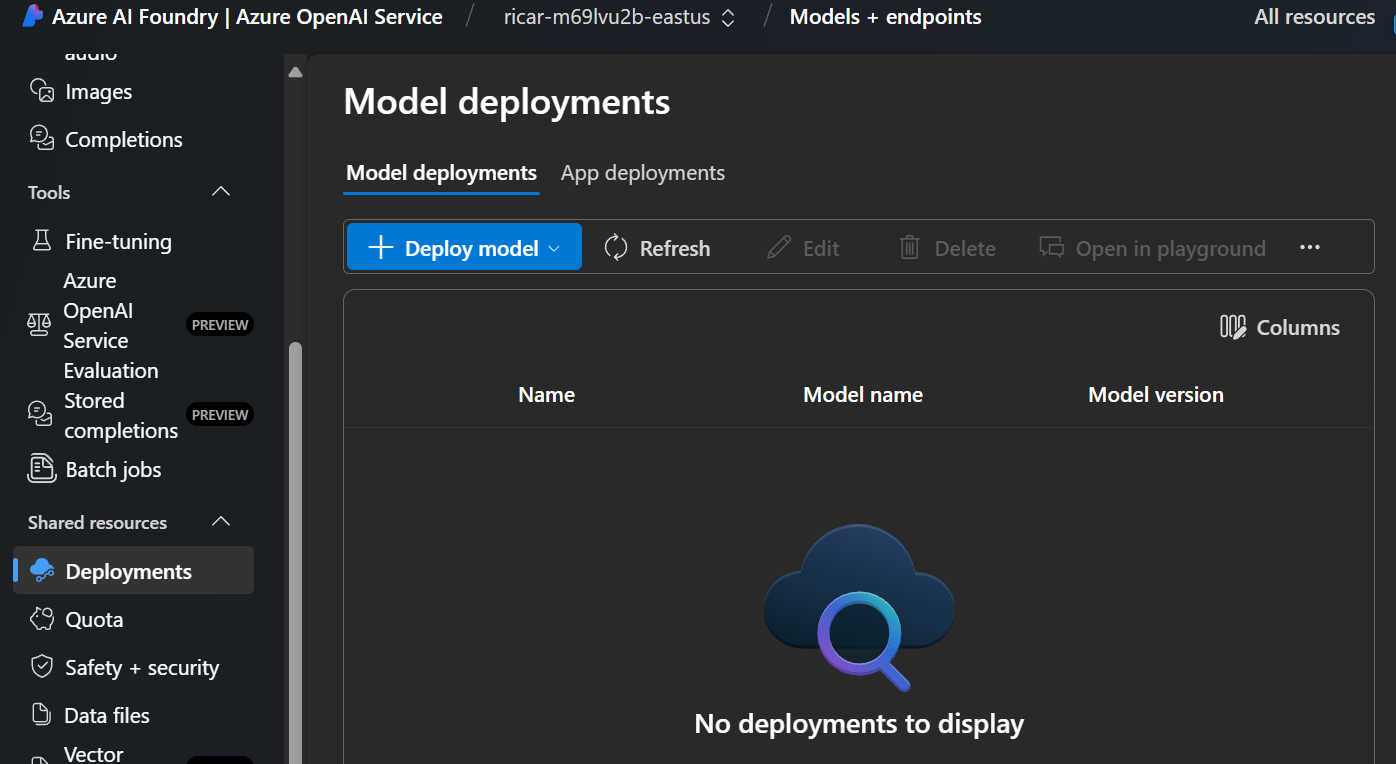 Azure AI Foundry | Azure OpenAI Service / ricar-m69lvu2b-eastus / Models + endpoints All resources
audio
Images
Completions
Tools
Fine-tuning
Azure
OpenAI
Service
Evaluation
PREVIEW
Stored
completions
PREVIEW
Batch jobs
Shared resources
Deployments
Quota
Safety + security
Data files
Vector
Model deployments
Model deployments App deployments
Deploy model Refresh Edit Delete Open in playground ...
Columns
Name Model name Model version
No deployments to display